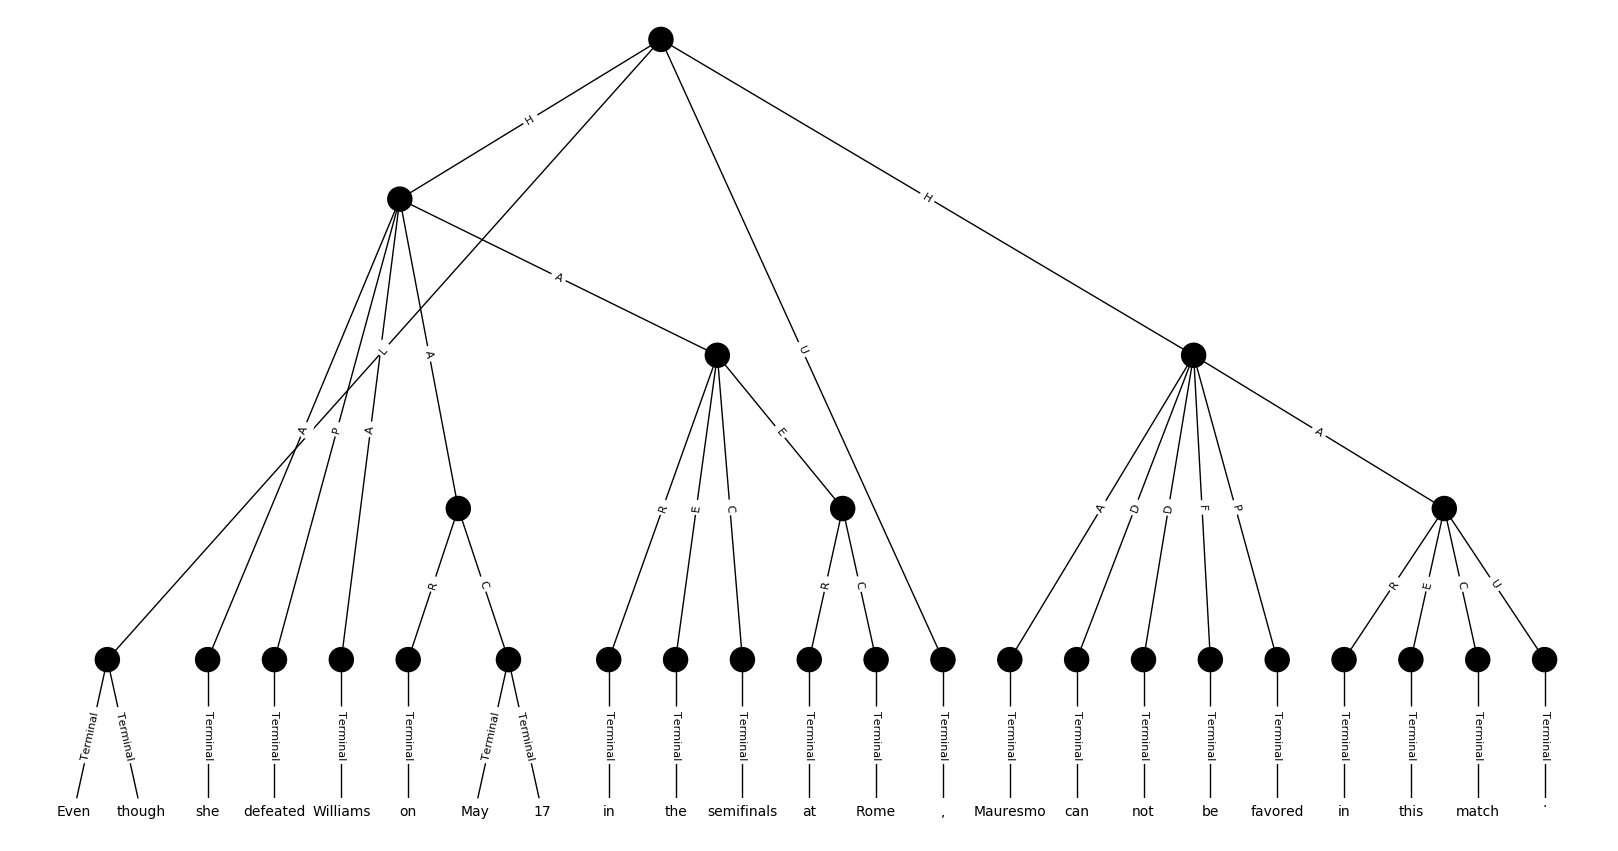 H
H
A
L
A
U
A
P
A
E
A
R
E
C
A
D
D
F
P
R
C
R
C
R
E
C
U
Terminal Terminal Terminal Terminal Terminal Terminal Terminal Terminal Terminal Terminal Terminal Terminal Terminal Terminal Terminal Terminal Terminal Terminal Terminal Terminal Terminal Terminal Terminal
Even though she defeated Williams on May 17 in the semifinals at Rome , Mauresmo can not be favored in this match .